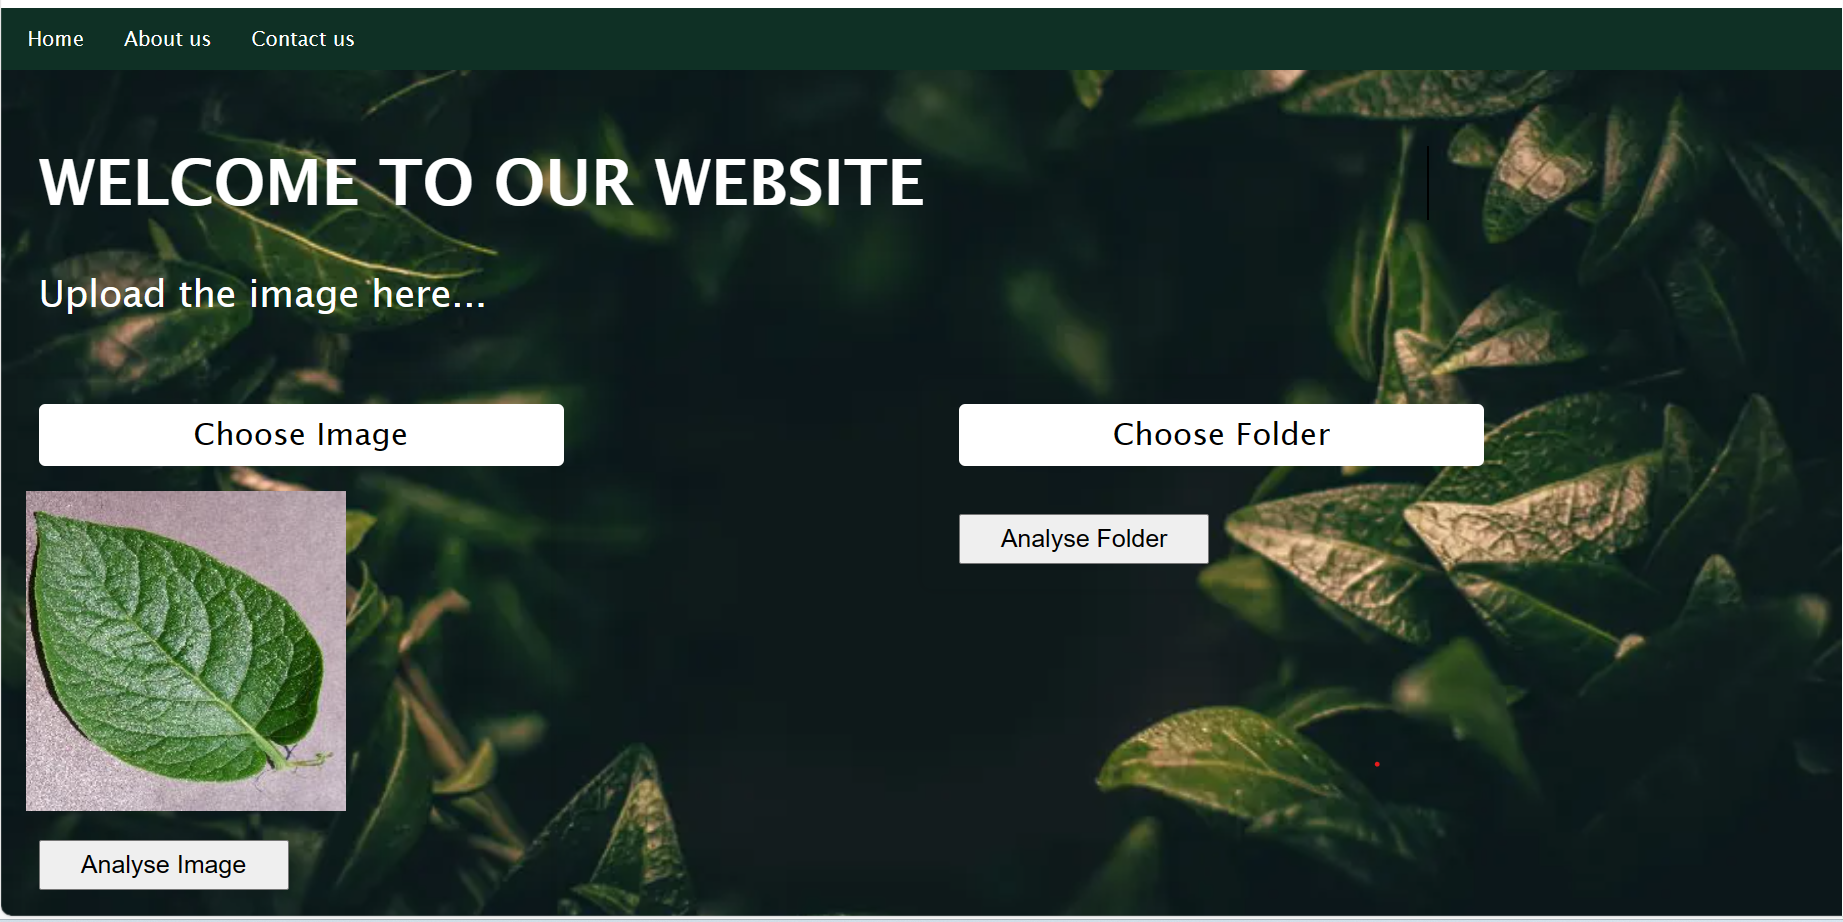 Home About us Contact us
WELCOME TO OUR WEBSITE
Upload the image here...
Choose Image
Choose Folder
Analyse Folder
Analyse Image